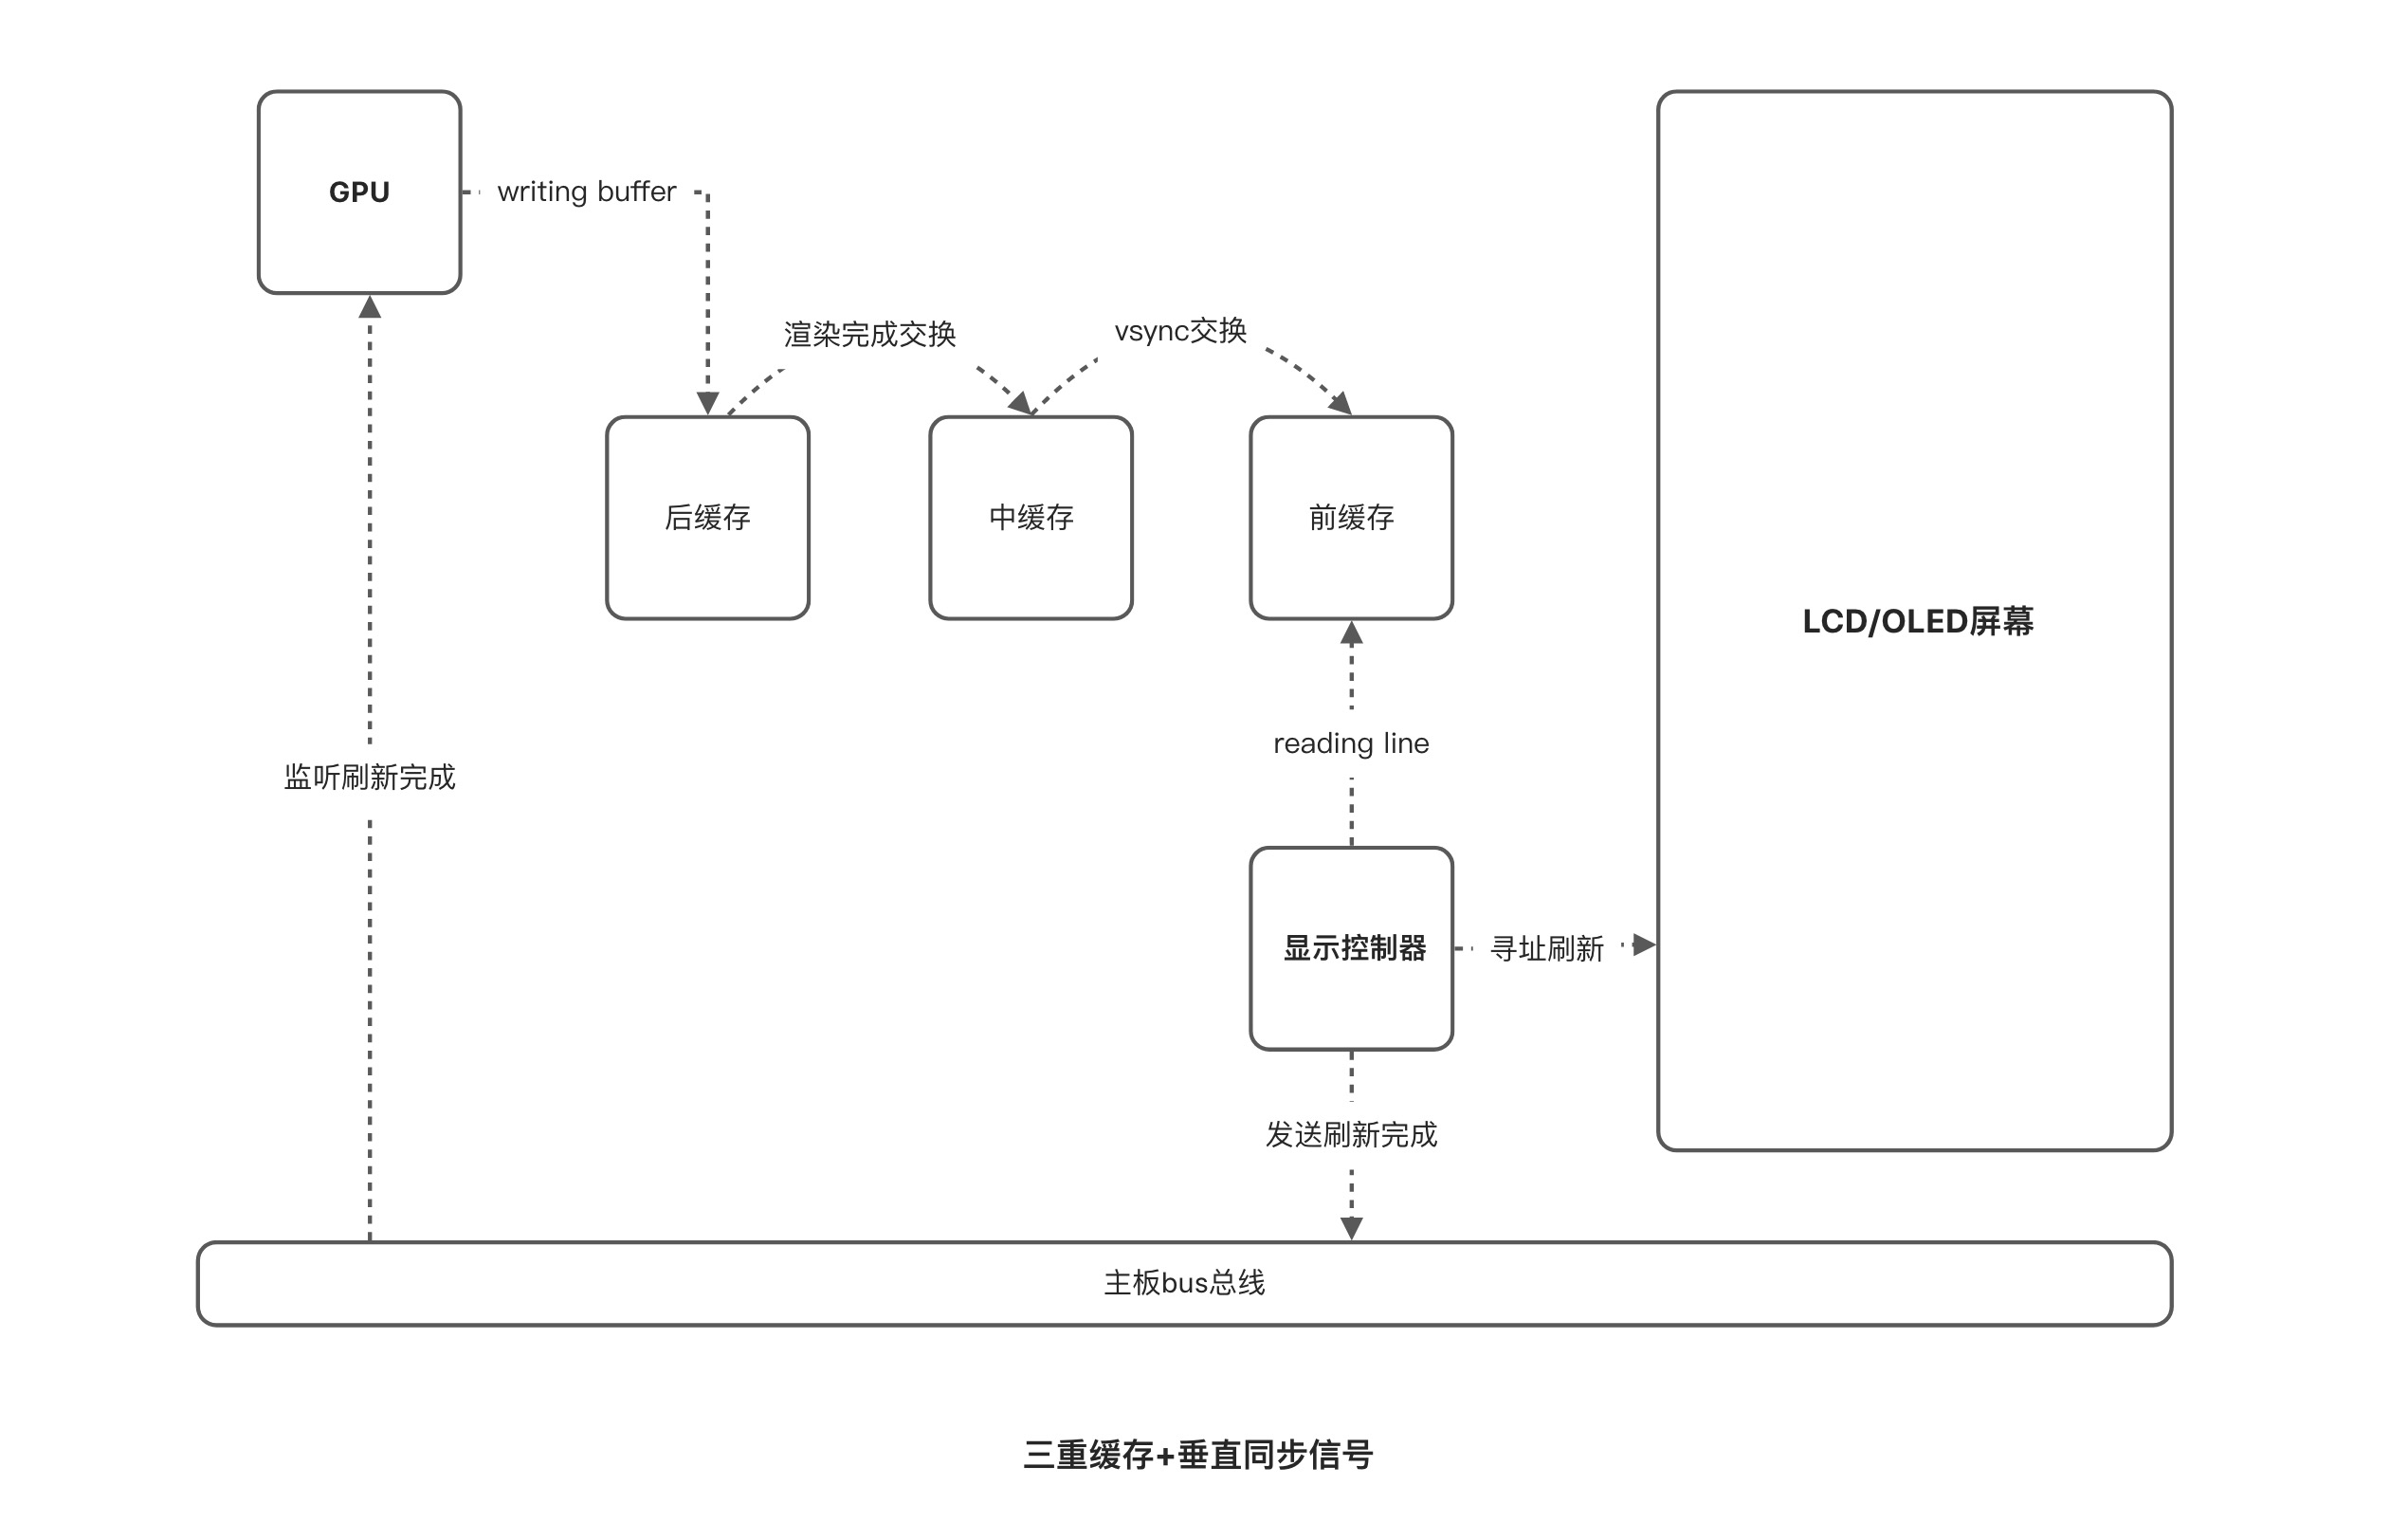 GPU
writing buffer
渲染完成交换
vsync交换
后缓存
中缓存
前缓存
LCD/OLED屏幕
reading line
监听刷新完成
显示控制器
寻址刷新
发送刷新完成
主板bus总线
三重缓存+垂直同步信号